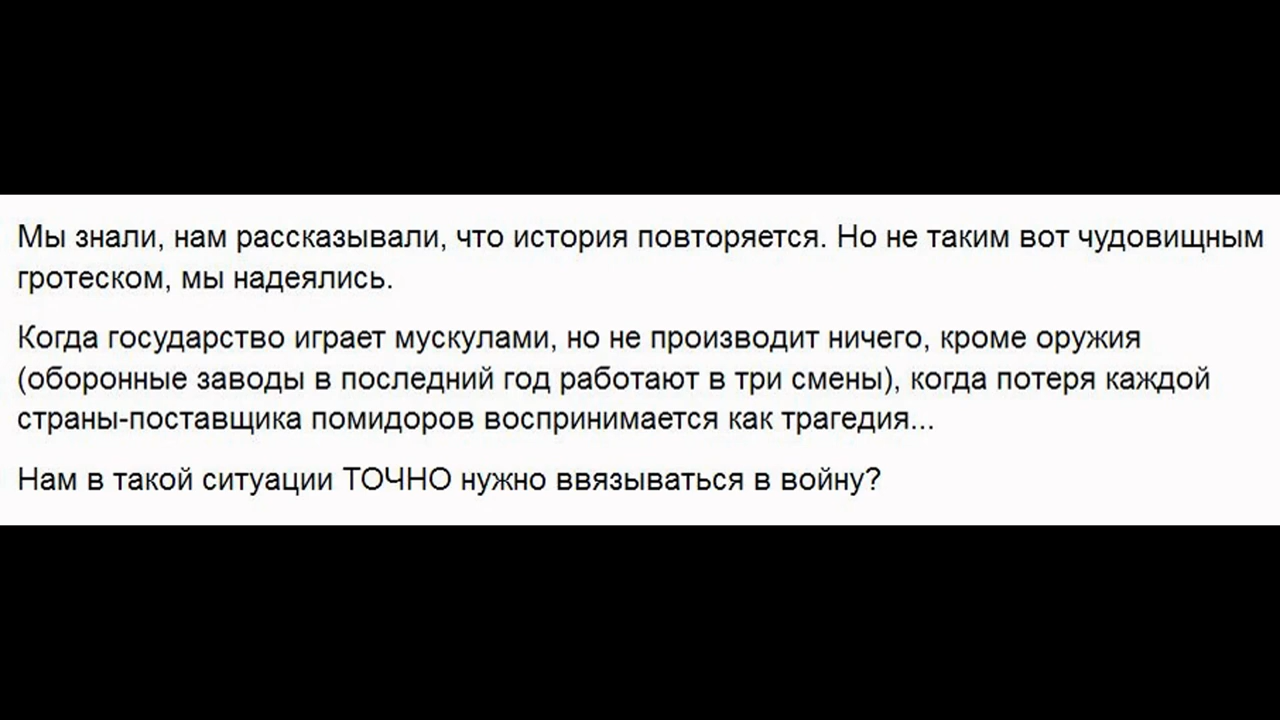 Мы знали, нам рассказывали, что история повторяется. Но не таким вот чудовищным
гротеском, мы надеялись.
Когда государство играет мускулами, но не производит ничего, кроме оружия
(оборонные заводы в последний год работают в три смены), когда потеря каждой
страны-поставщика помидоров воспринимается как трагедия...
Нам в такой ситуации ТОЧНО нужно ввязываться в войну?